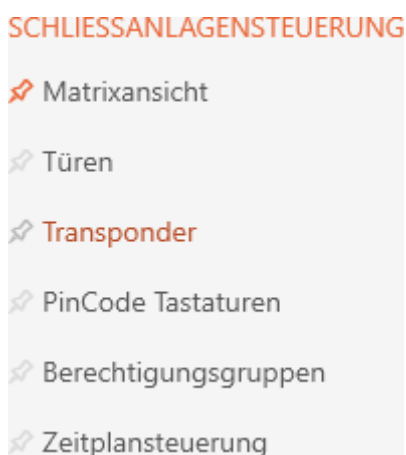 SCHLIESSANLAGENSTEUERUNG
Matrixansicht
Türen
Transponder
PinCode Tastaturen
Berechtigungsgruppen
Zeitplansteuerung